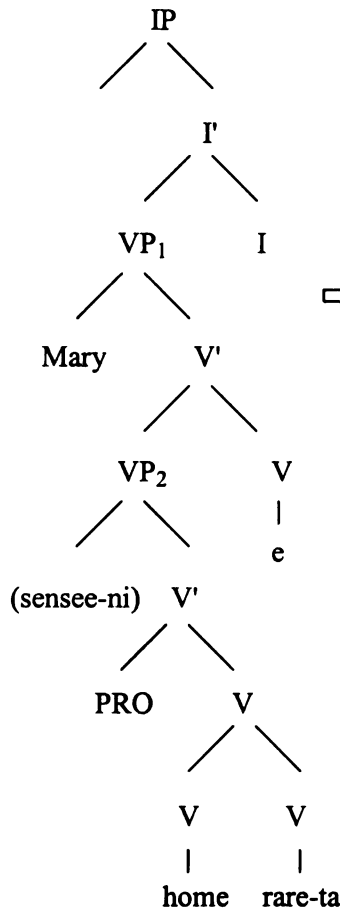 IP
I'
VP₁ I
Mary V'
VP₂ V
e
(sensee-ni) V'
PRO V
V V
home rare-ta